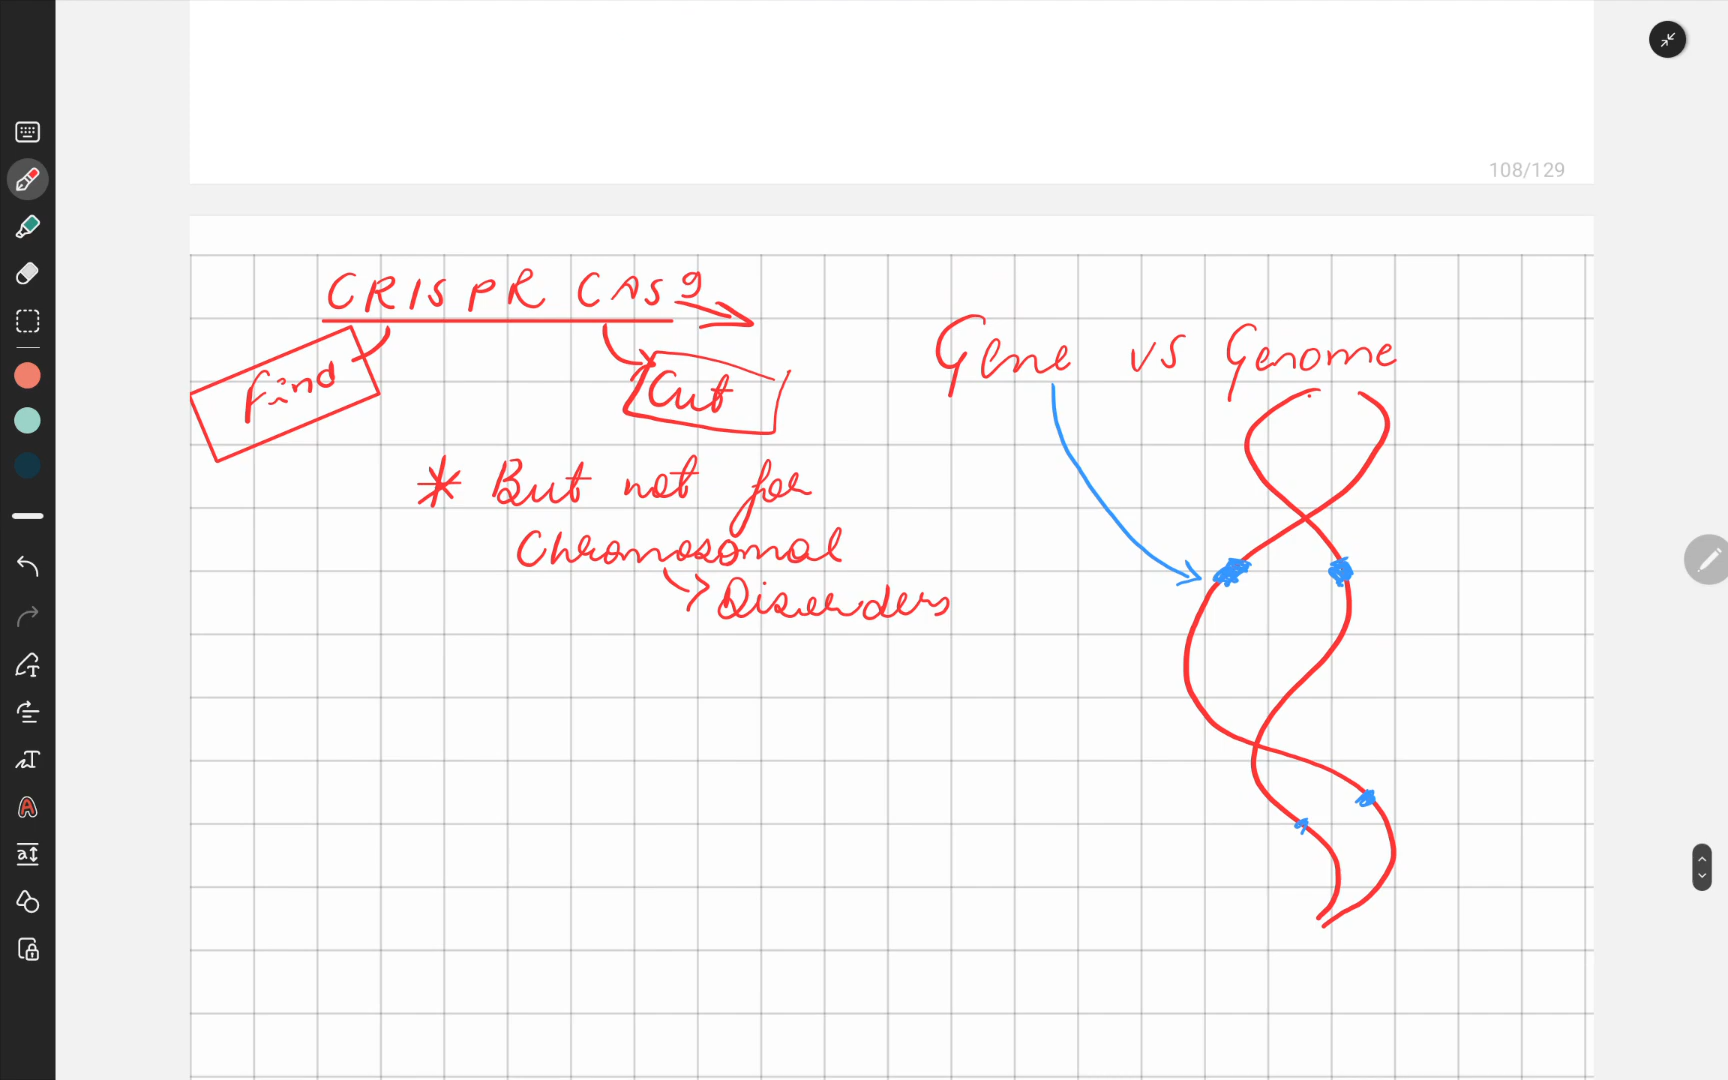 108/129
CRISPR CAS9
Find
Cut
* But not for
Chromosomal
Disorders
Gene vs Genome